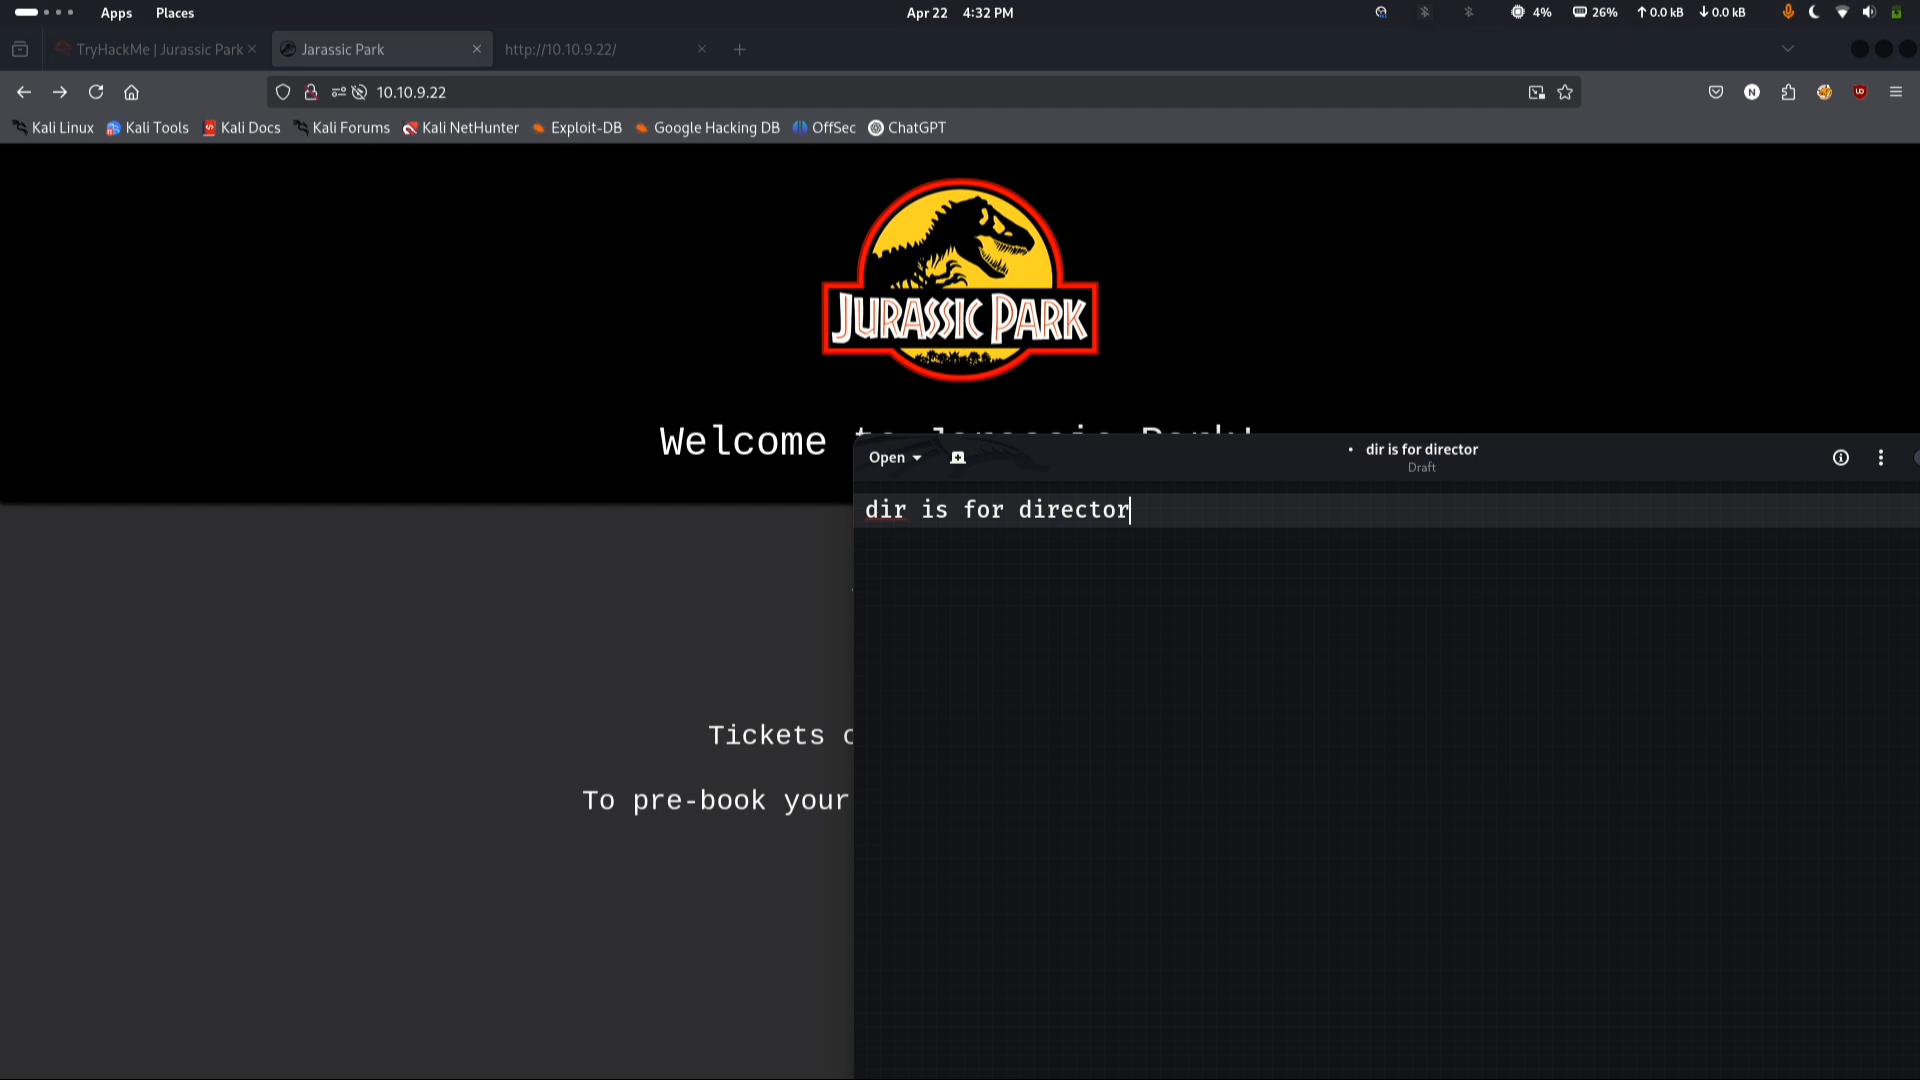 Apps Places Apr 22 4:32 PM 4% 26% 0.0 kB 0.0 kB
TryHackMe | Jurassic Park Jarassic Park http://10.10.9.22/
10.10.9.22
Kali Linux Kali Tools Kali Docs Kali Forums Kali NetHunter Exploit-DB Google Hacking DB OffSec ChatGPT
JURASSIC PARK
Welcome to Jarassic Park!
Open dir is for director
Draft
dir is for director
Tickets
To pre-book your